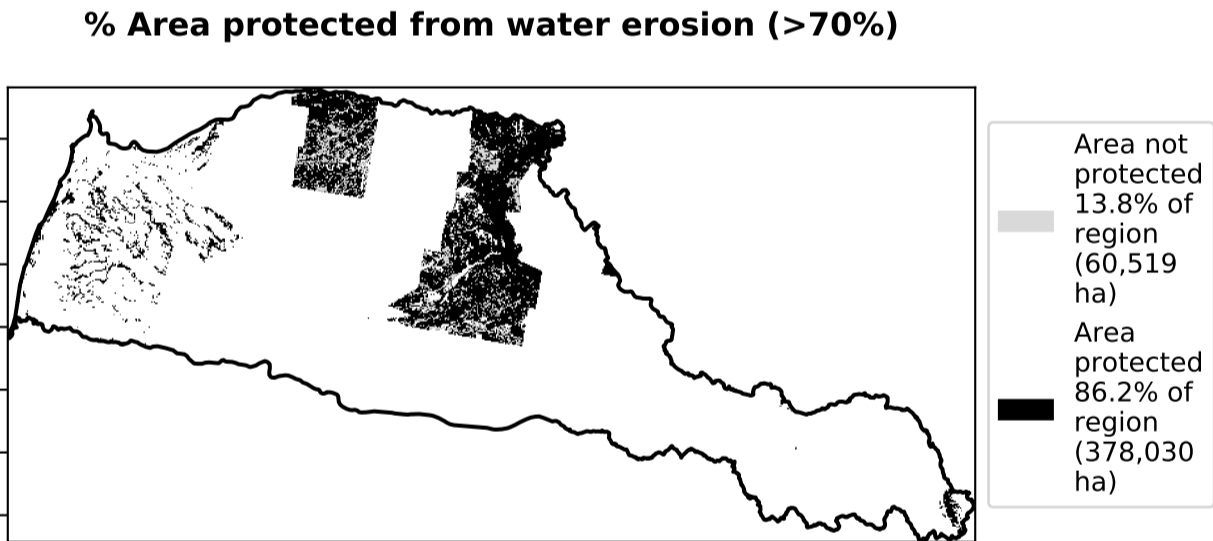 % Area protected from water erosion (>70%)
Area not
protected
13.8% of
region
(60,519
ha)
Area
protected
86.2% of
region
(378,030
ha)